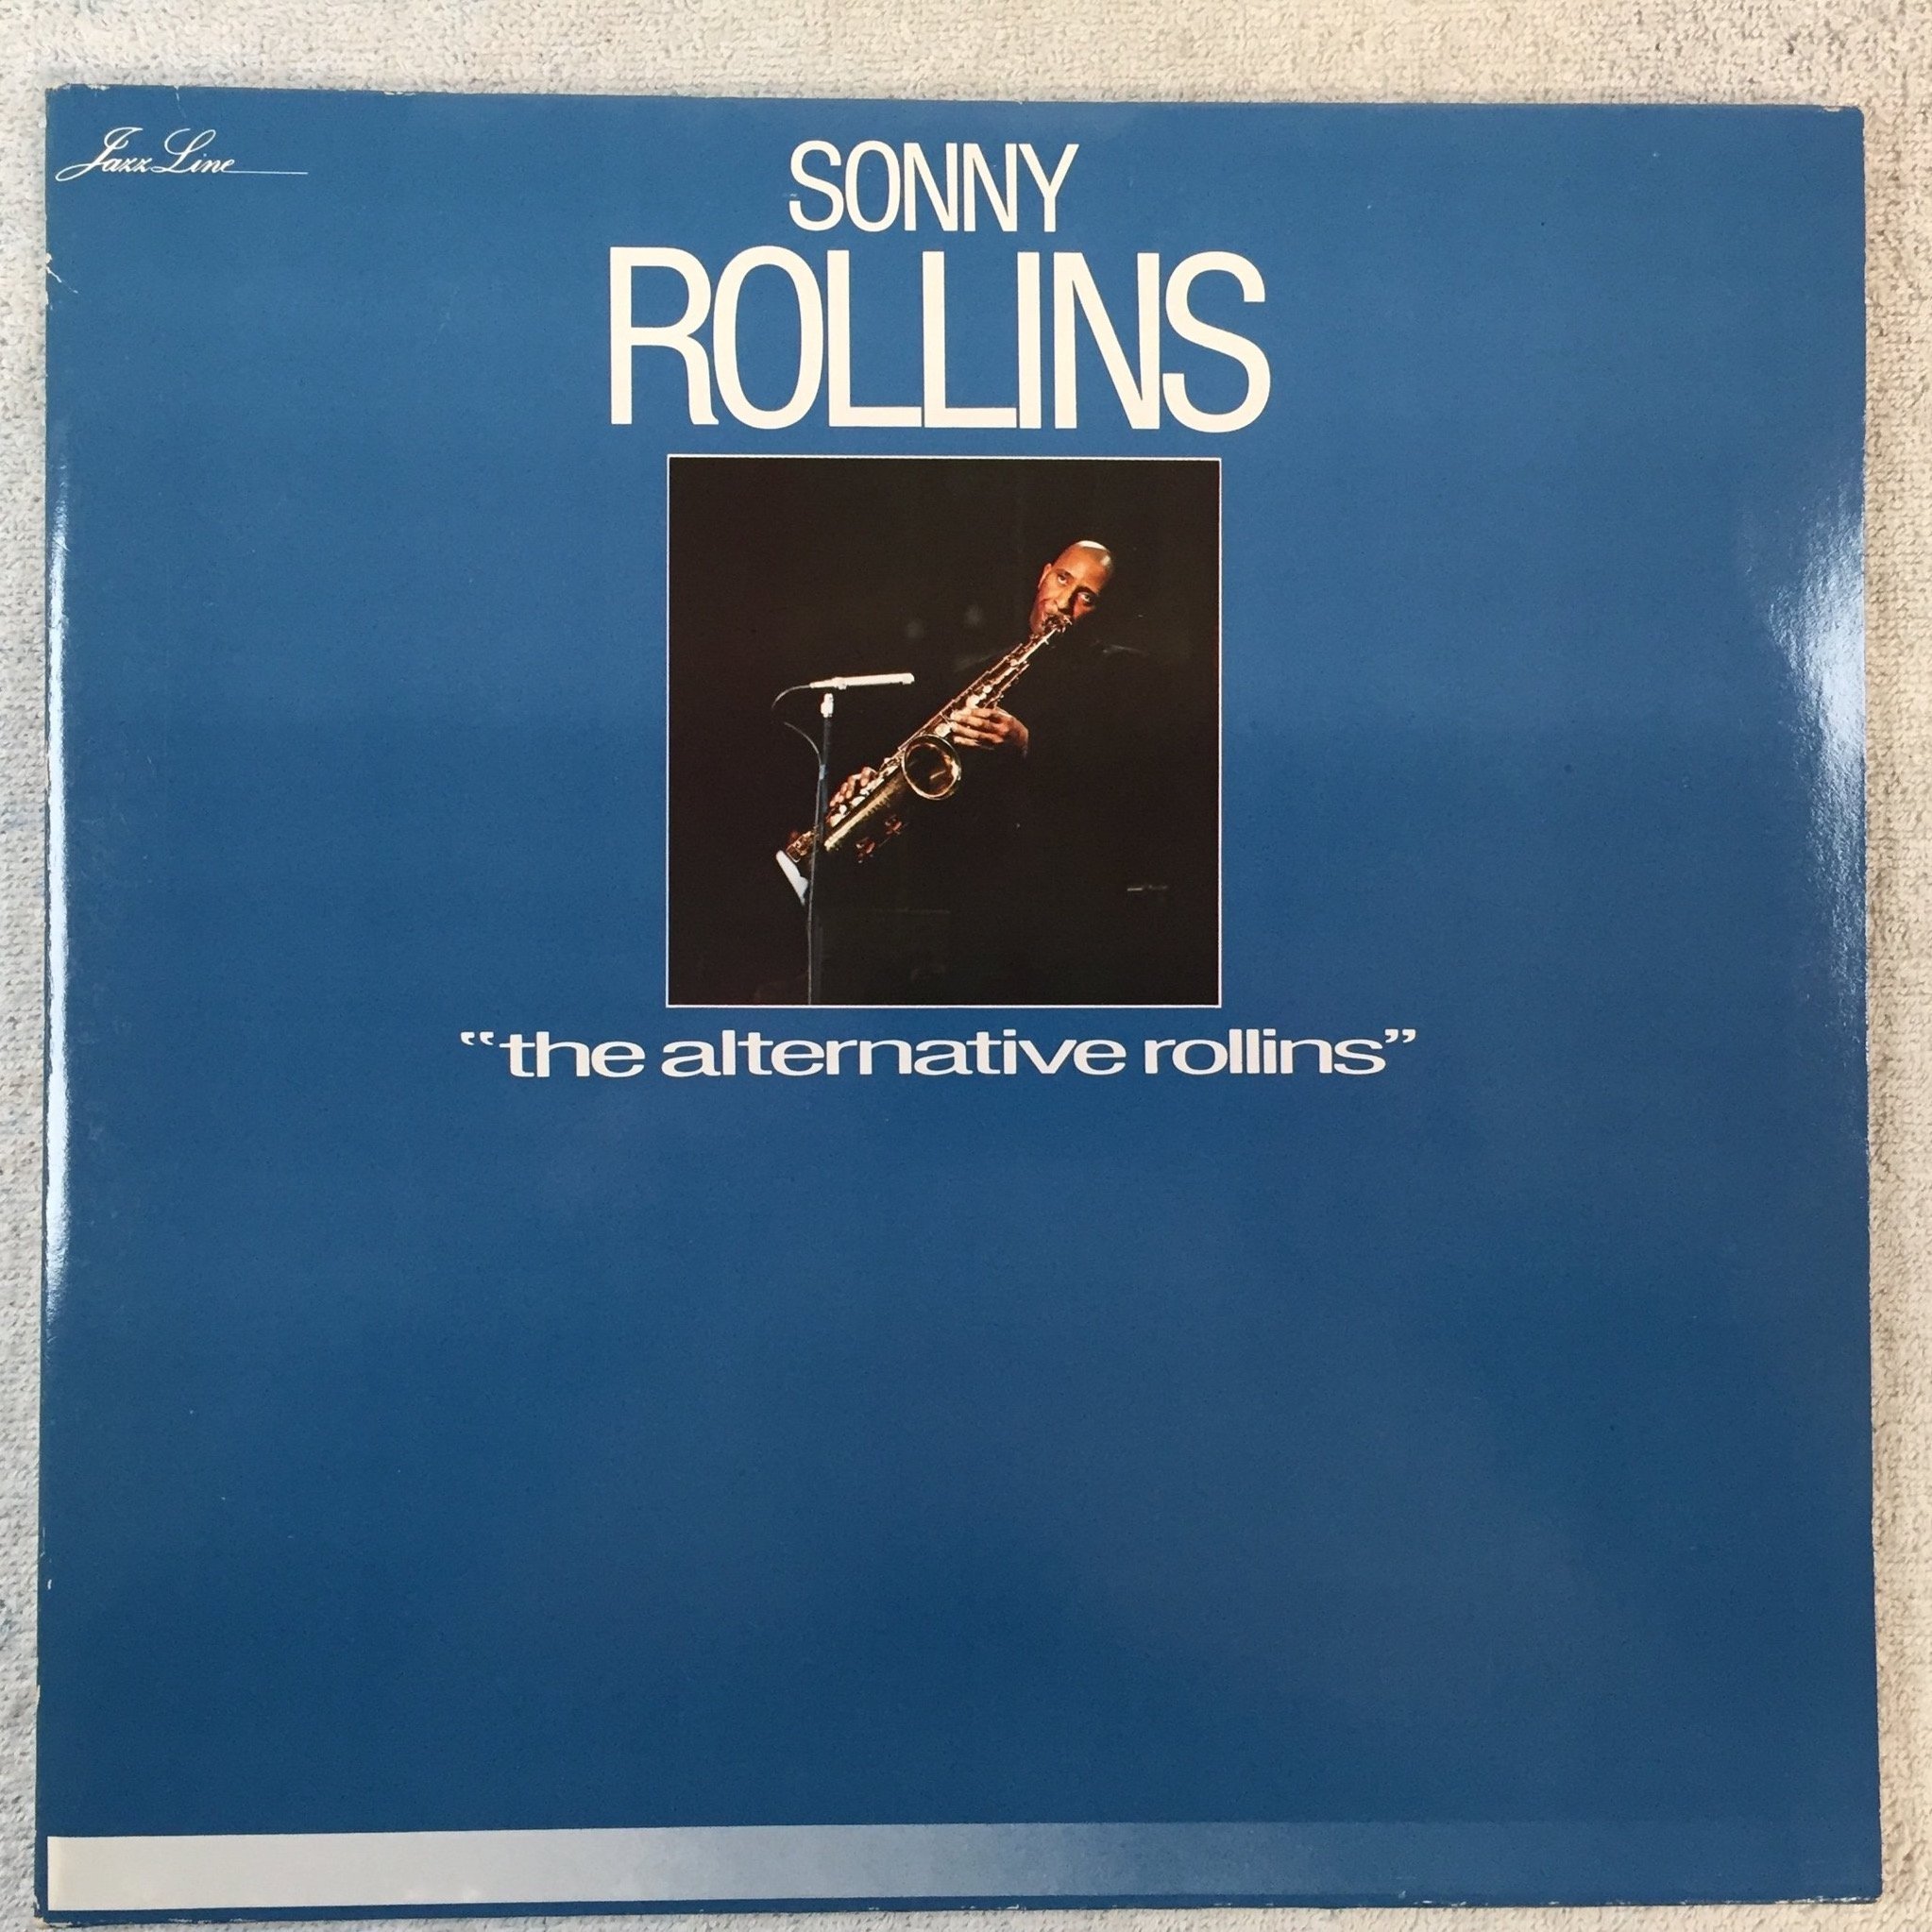 Jazz Line
SONNY
ROLLINS
“the alternative rollins”